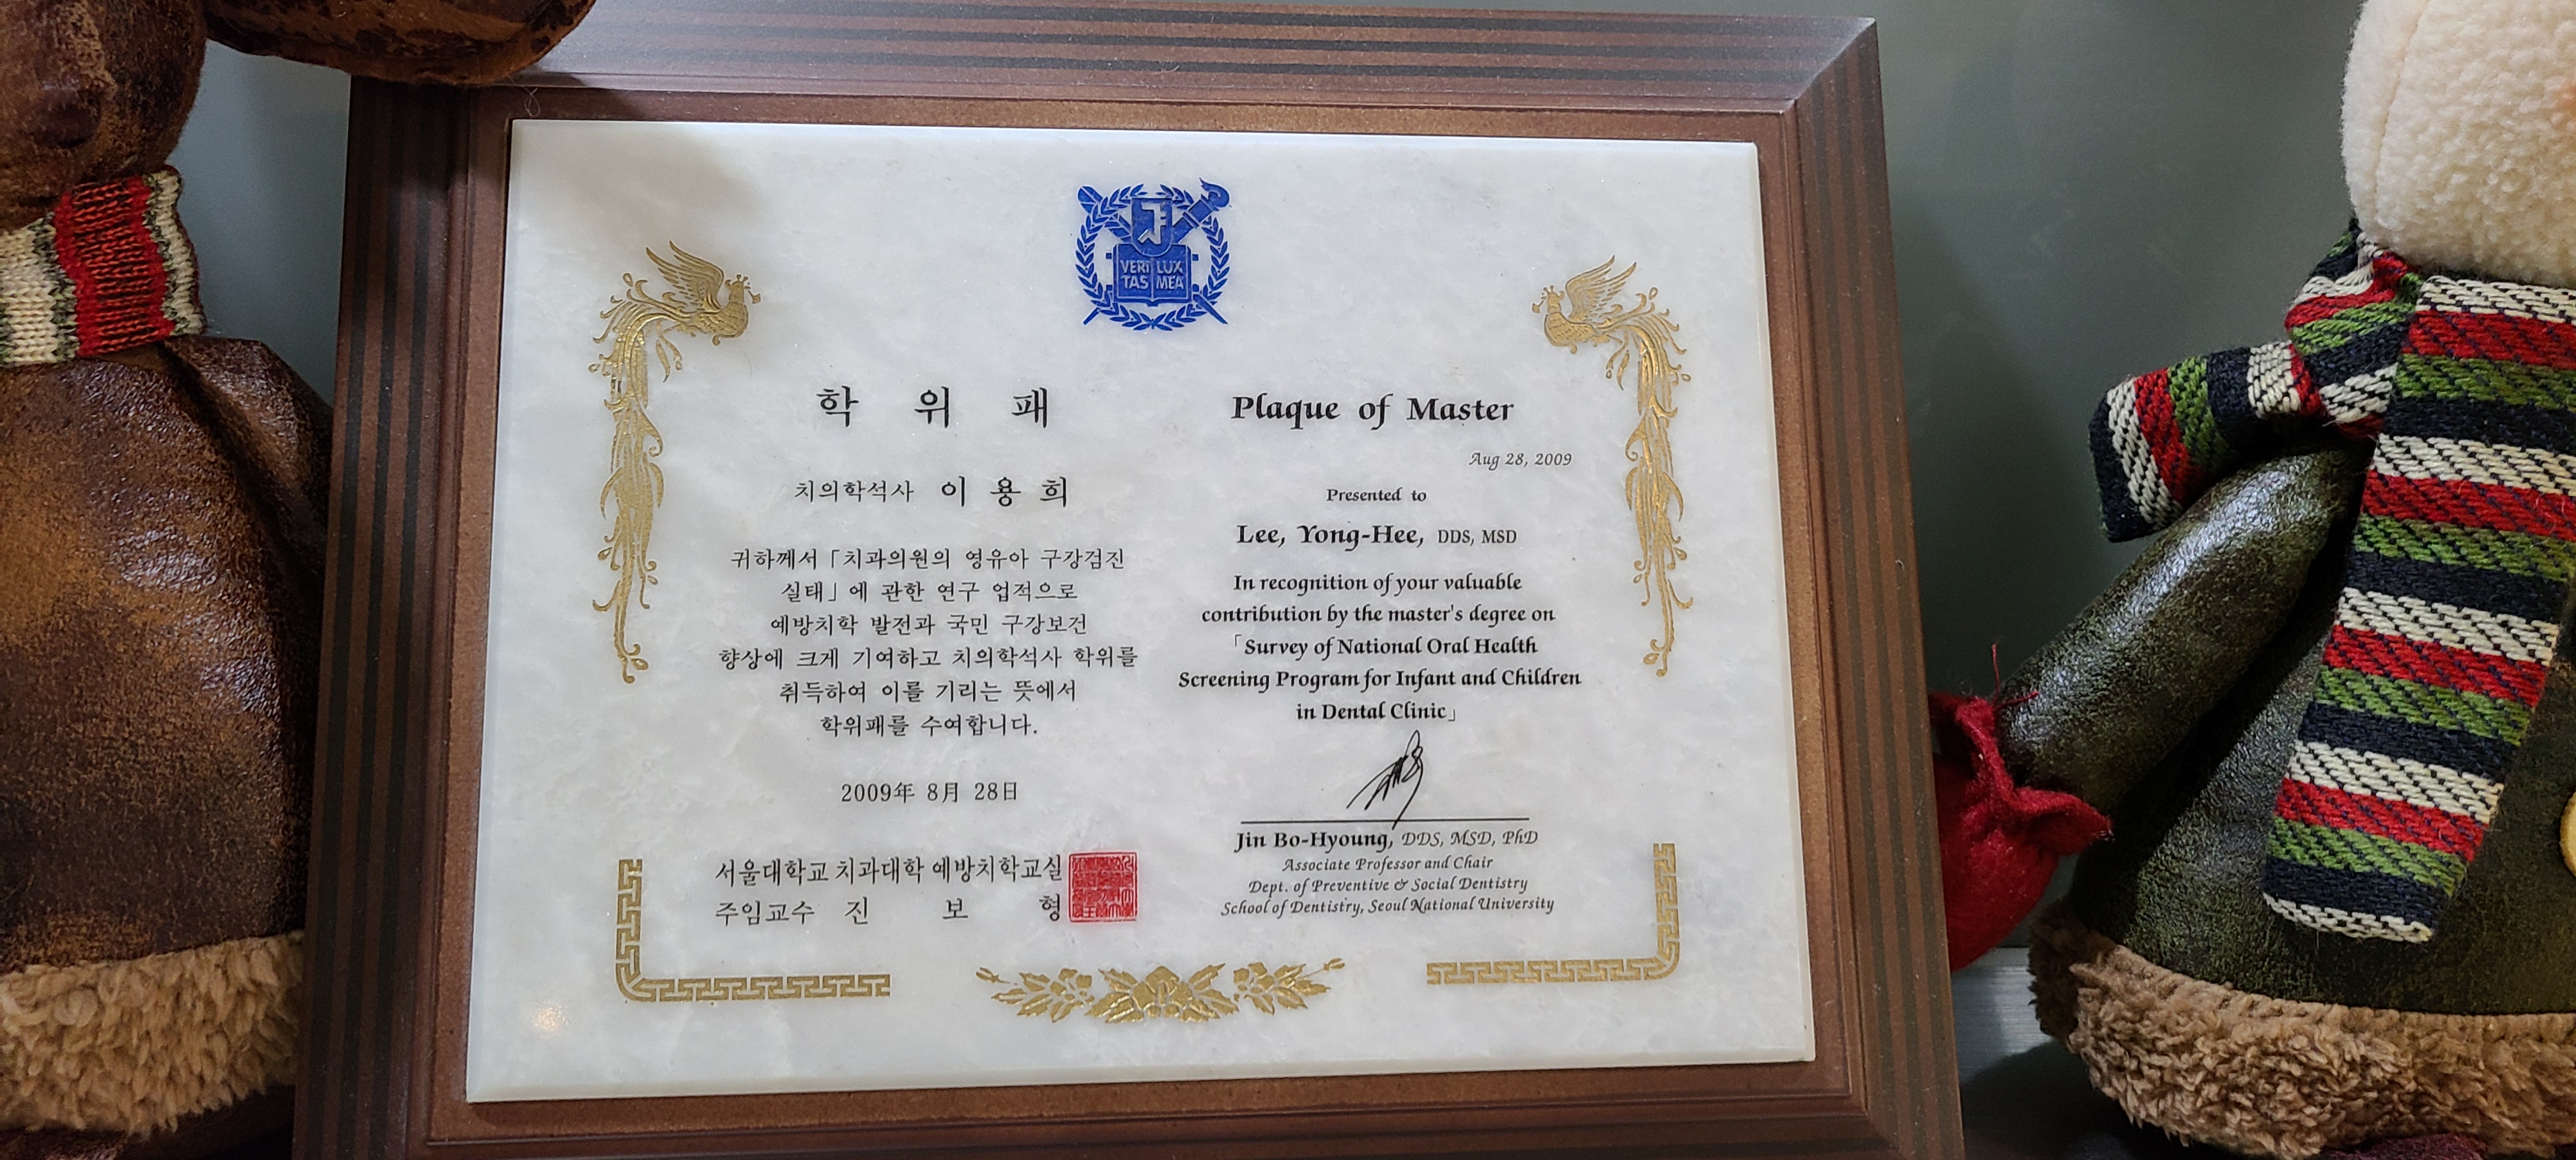 VERI LUX
TAS MEA
학 위 패
치의학석사 이 용 희
귀하께서 「치과의원의 영유아 구강검진
실태」에 관한 연구 업적으로
예방치학 발전과 국민 구강보건
향상에 크게 기여하고 치의학석사 학위를
취득하여 이를 기리는 뜻에서
학위패를 수여합니다.
2009年 8月 28日
서울대학교 치과대학 예방치학교실
주임교수 진 보 형
Plaque of Master
Aug 28, 2009
Presented to
Lee, Yong-Hee, DDS, MSD
In recognition of your valuable
contribution by the master's degree on
「Survey of National Oral Health
Screening Program for Infant and Children
in Dental Clinic」
Jin Bo-Hyoung, DDS, MSD, PhD
Associate Professor and Chair
Dept. of Preventive & Social Dentistry
School of Dentistry, Seoul National University